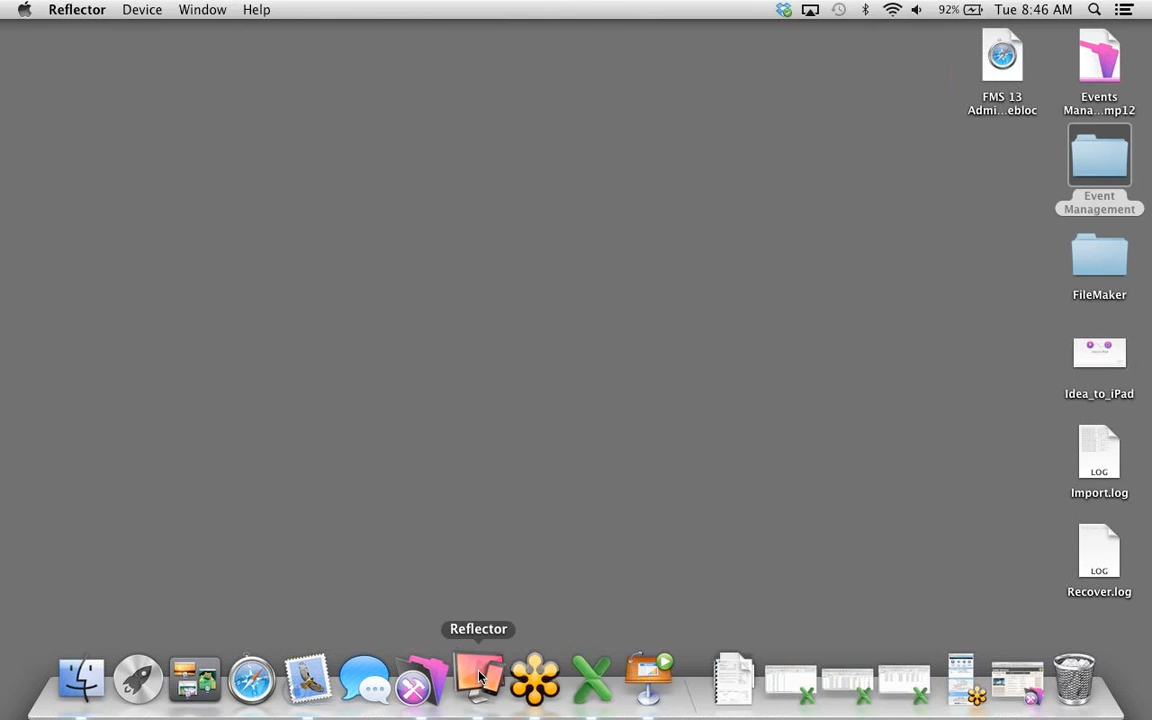 Reflector Device Window Help 92% Tue 8:46 AM
FMS 13
Admi...ebloc
Events
Mana...mp12
Event
Management
FileMaker
Idea_to_iPad
LOG
Import.log
LOG
Recover.log
Reflector